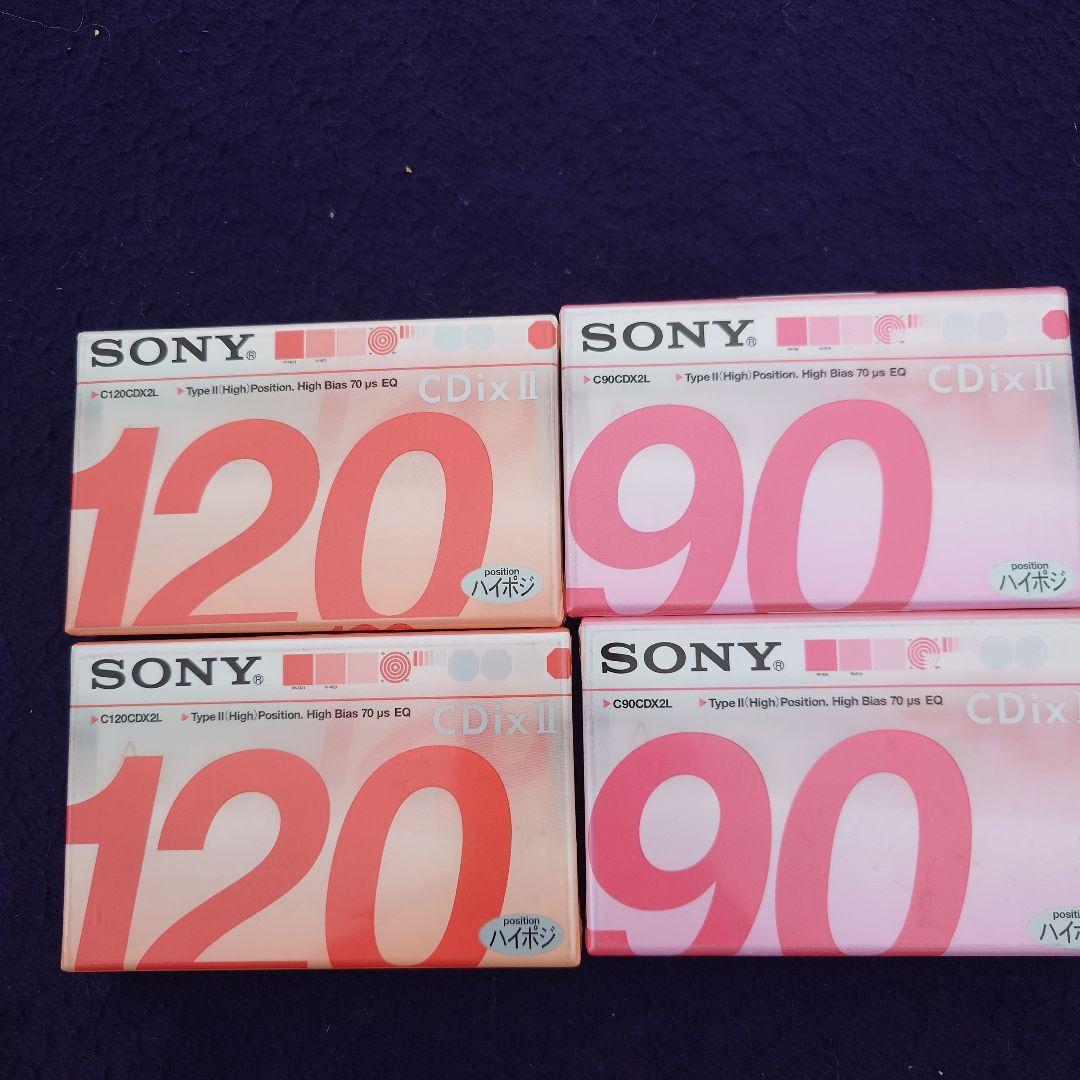 SONY®
▶C120CDX2L ▶Type II(High)Position. High Bias 70 μs EQ
CDix II
120
position
ハイポジ
SONY®
▶C90CDX2L ▶Type II(High)Position. High Bias 70 μs EQ
CDix II
90
position
ハイポジ
SONY®
▶C120CDX2L ▶Type II(High)Position. High Bias 70 μs EQ
CDix II
120
position
ハイポジ
SONY®
▶C90CDX2L ▶Type II(High)Position. High Bias 70 μs EQ
CDix
90